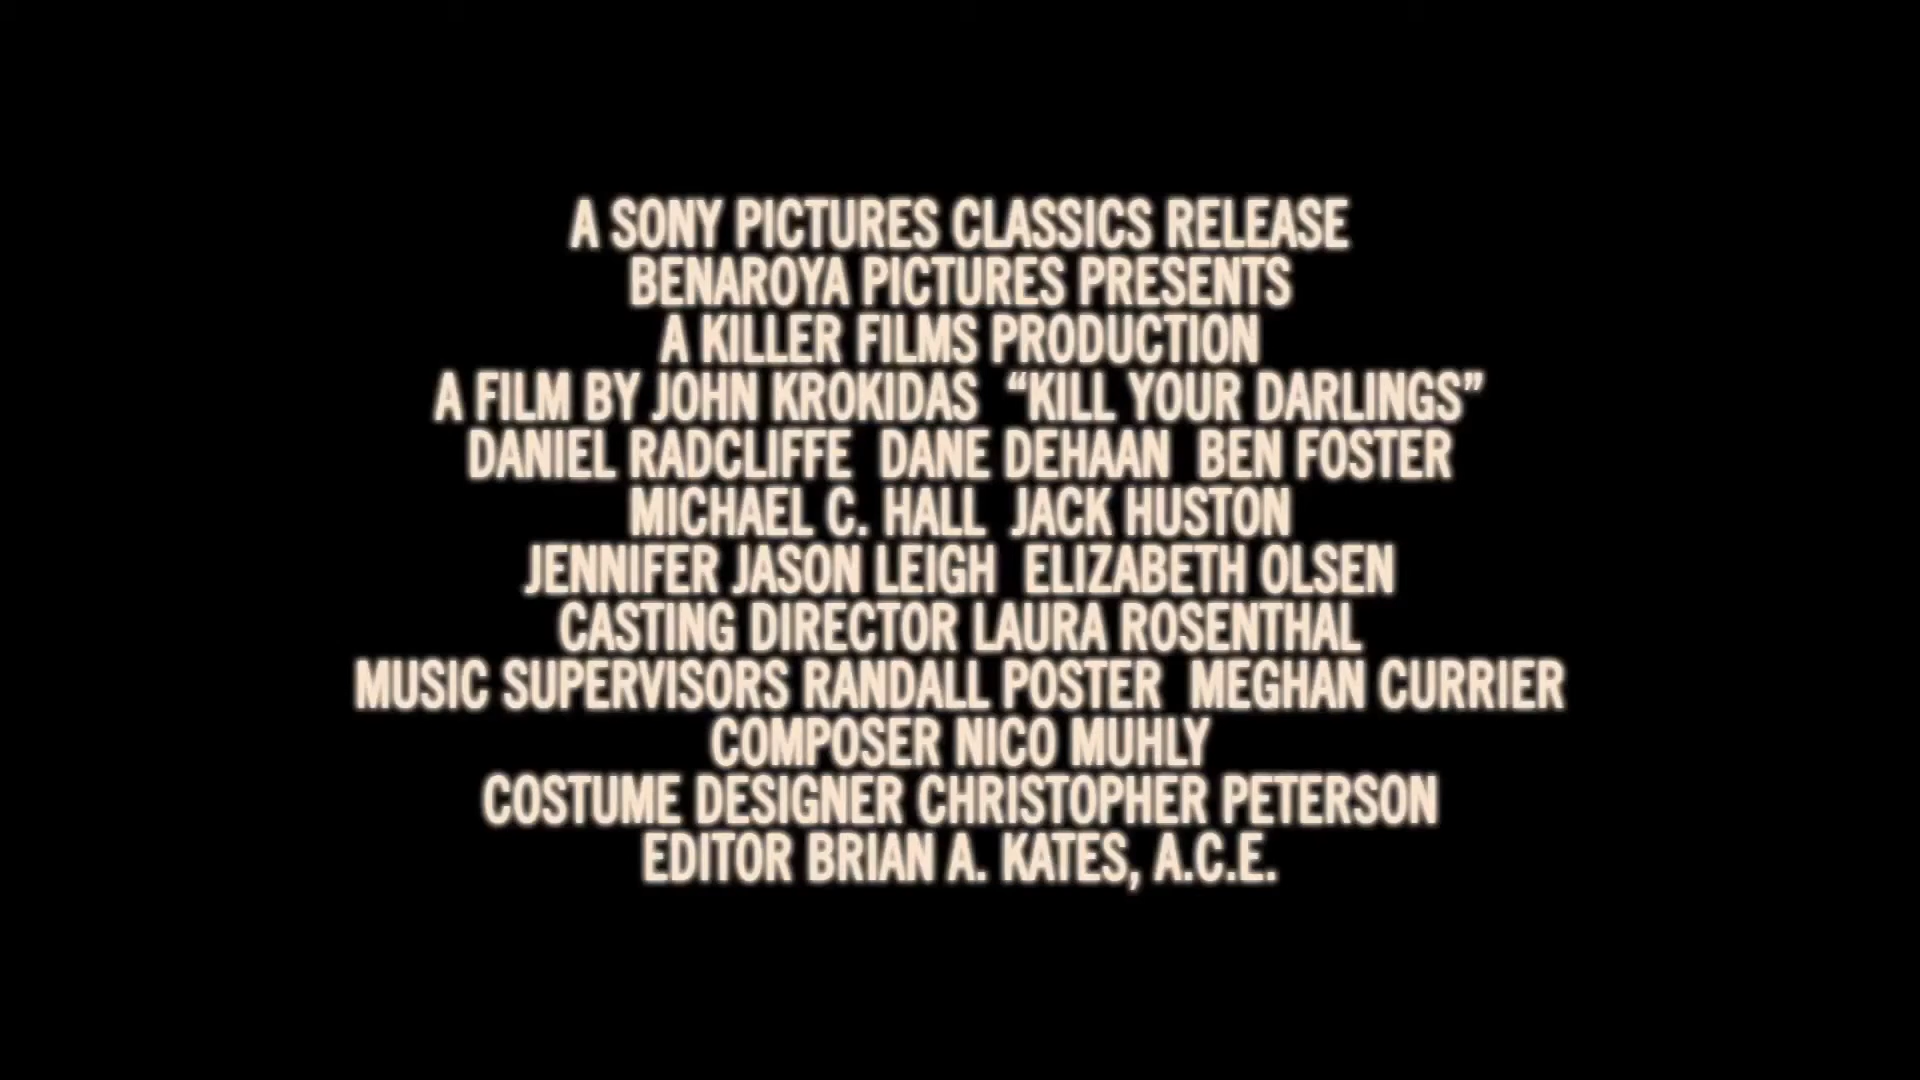 A SONY PICTURES CLASSICS RELEASE
BENAROYA PICTURES PRESENTS
A KILLER FILMS PRODUCTION
A FILM BY JOHN KROKIDAS “KILL YOUR DARLINGS”
DANIEL RADCLIFFE DANE DEHAAN BEN FOSTER
MICHAEL C. HALL JACK HUSTON
JENNIFER JASON LEIGH ELIZABETH OLSEN
CASTING DIRECTOR LAURA ROSENTHAL
MUSIC SUPERVISORS RANDALL POSTER MEGHAN CURRIER
COMPOSER NICO MUHLY
COSTUME DESIGNER CHRISTOPHER PETERSON
EDITOR BRIAN A. KATES, A.C.E.